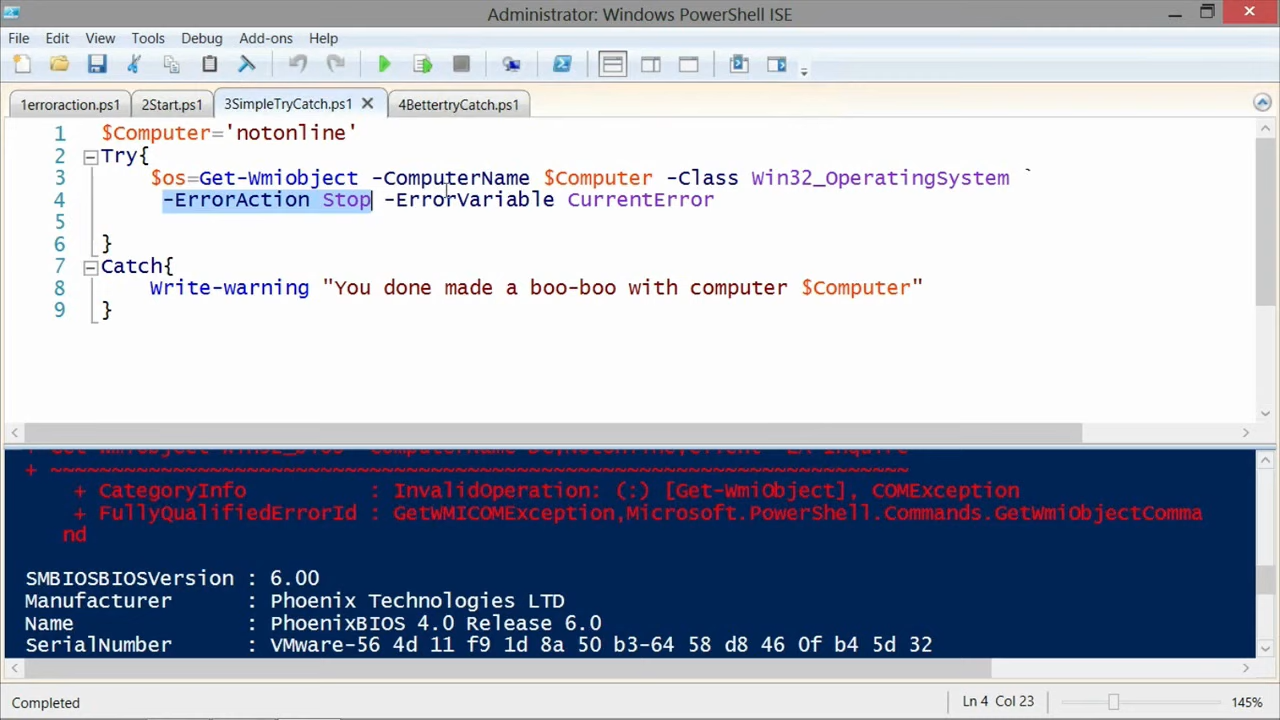 Administrator: Windows PowerShell ISE
File Edit View Tools Debug Add-ons Help
1erroraction.ps1 2Start.ps1 3SimpleTryCatch.ps1 4BettertryCatch.ps1
1 $Computer='notonline'
2 Try{
3 $os=Get-Wmiobject -ComputerName $Computer -Class Win32_OperatingSystem `
4 -ErrorAction Stop -ErrorVariable CurrentError
5
6 }
7 Catch{
8 Write-warning "You done made a boo-boo with computer $Computer"
9 }
+ ~~~~~~~~~~~~~~~~~~~~~~~~~~~~~~~~~~~~~~~~~~~~~~~~~~~~~~~~~~~~~~~~~~~~~~
+ CategoryInfo : InvalidOperation: (:) [Get-WmiObject], COMException
+ FullyQualifiedErrorId : GetWMICOMException,Microsoft.PowerShell.Commands.GetWmiObjectComma
nd
SMBIOSBIOSVersion : 6.00
Manufacturer : Phoenix Technologies LTD
Name : PhoenixBIOS 4.0 Release 6.0
SerialNumber : VMware-56 4d 11 f9 1d 8a 50 b3-64 58 d8 46 0f b4 5d 32
Completed Ln 4 Col 23 145%